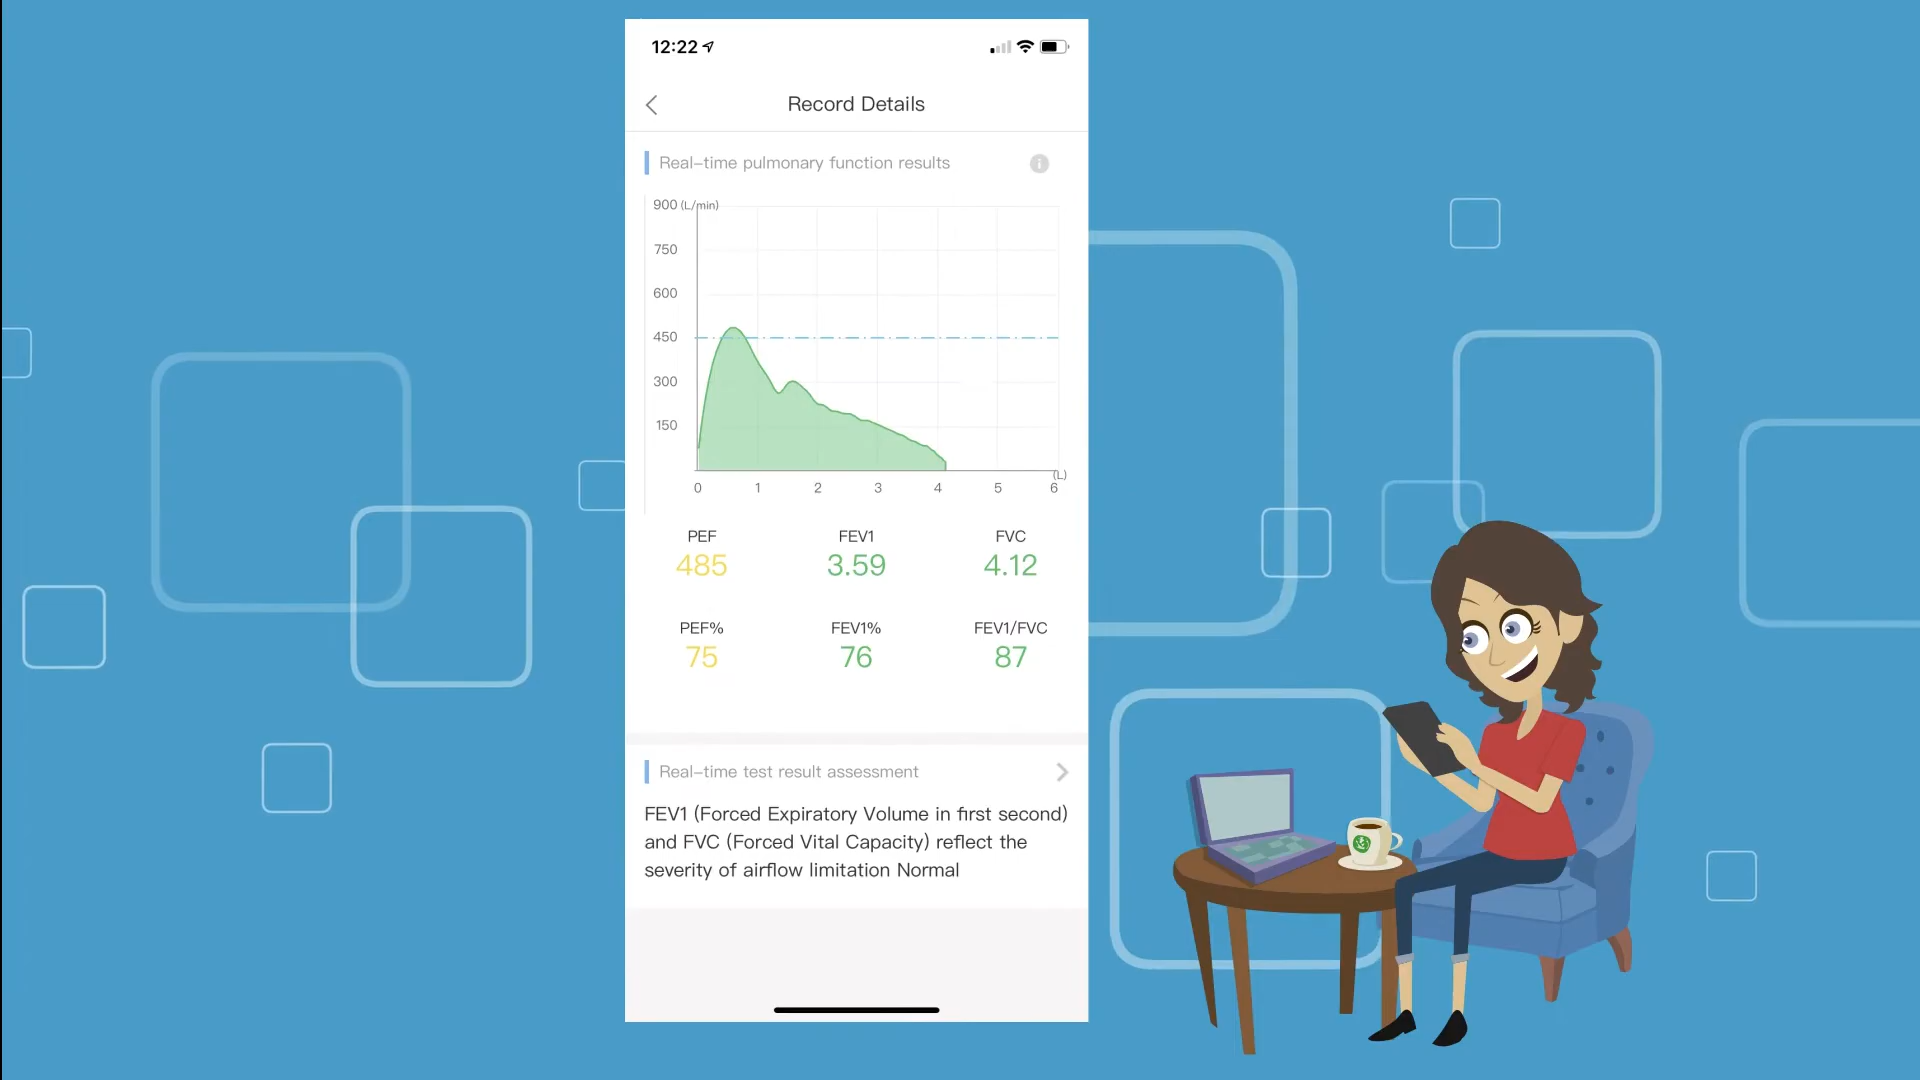 12:22
Record Details
Real-time pulmonary function results
900 (L/min)
750
600
450
300
150
(L)
0 1 2 3 4 5 6
PEF FEV1 FVC
485 3.59 4.12
PEF% FEV1% FEV1/FVC
75 76 87
Real-time test result assessment
FEV1 (Forced Expiratory Volume in first second)
and FVC (Forced Vital Capacity) reflect the
severity of airflow limitation Normal